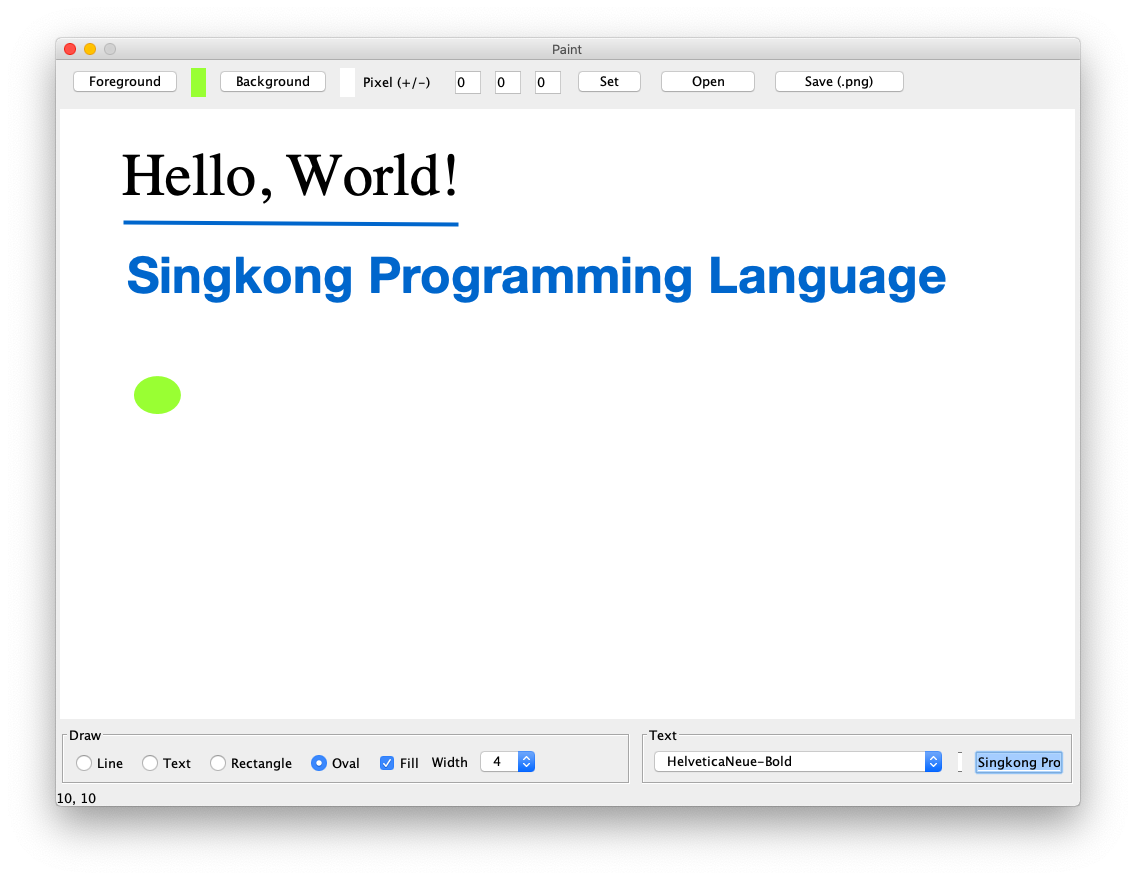 Paint
Foreground Background Pixel (+/-) 0 0 0 Set Open Save (.png)
Hello, World!
Singkong Programming Language
Draw
Line Text Rectangle Oval Fill Width 4
Text
HelveticaNeue-Bold Singkong Pro
10, 10